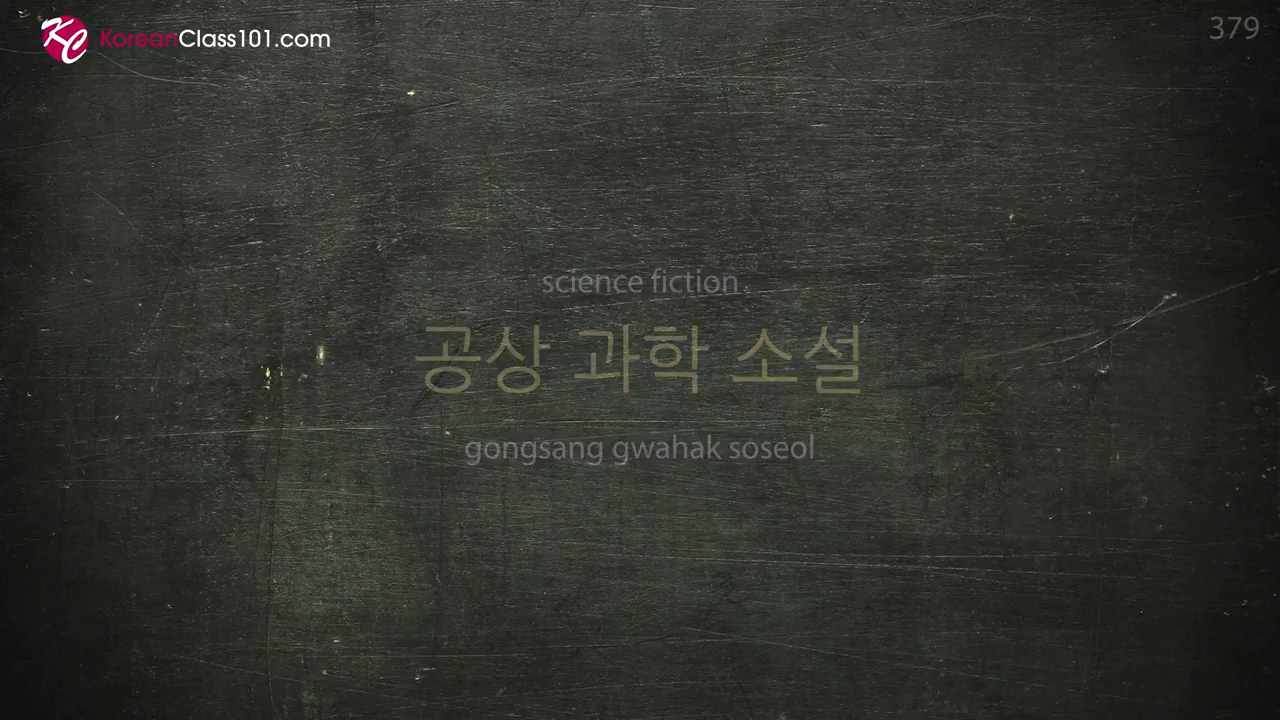 KoreanClass101.com
379
science fiction
공상 과학 소설
gongsang gwahak soseol